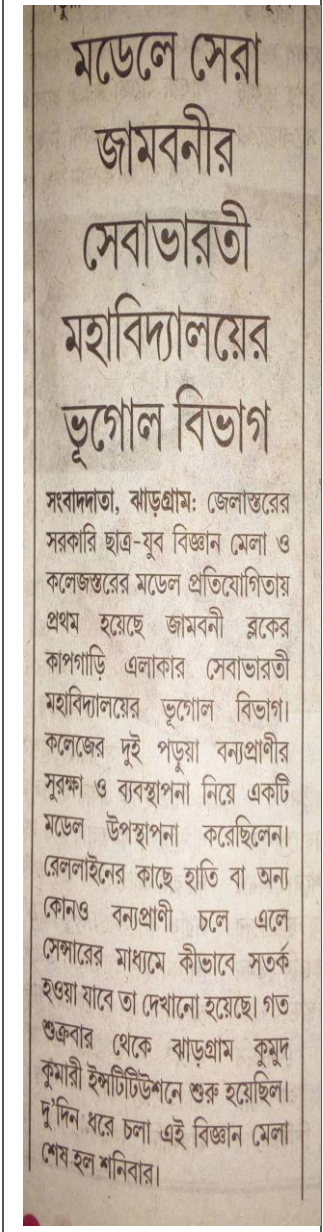 মডেলে সেরা
জামবনীর
সেবাভারতী
মহাবিদ্যালয়ের
ভূগোল বিভাগ
সংবাদদাতা, ঝাড়গ্রাম: জেলাস্তরের
সরকারি ছাত্র-যুব বিজ্ঞান মেলা ও
কলেজস্তরের মডেল প্রতিযোগিতায়
প্রথম হয়েছে জামবনী ব্লকের
কাপগাড়ি এলাকার সেবাভারতী
মহাবিদ্যালয়ের ভূগোল বিভাগ।
কলেজের দুই পড়ুয়া বন্যপ্রাণীর
সুরক্ষা ও ব্যবস্থাপনা নিয়ে একটি
মডেল উপস্থাপনা করেছিলেন।
রেললাইনের কাছে হাতি বা অন্য
কোনও বন্যপ্রাণী চলে এলে
সেন্সারের মাধ্যমে কীভাবে সতর্ক
হওয়া যাবে তা দেখানো হয়েছে। গত
শুক্রবার থেকে ঝাড়গ্রাম কুমুদ
কুমারী ইন্সটিটিউশনে শুরু হয়েছিল।
দু'দিন ধরে চলা এই বিজ্ঞান মেলা
শেষ হল শনিবার।